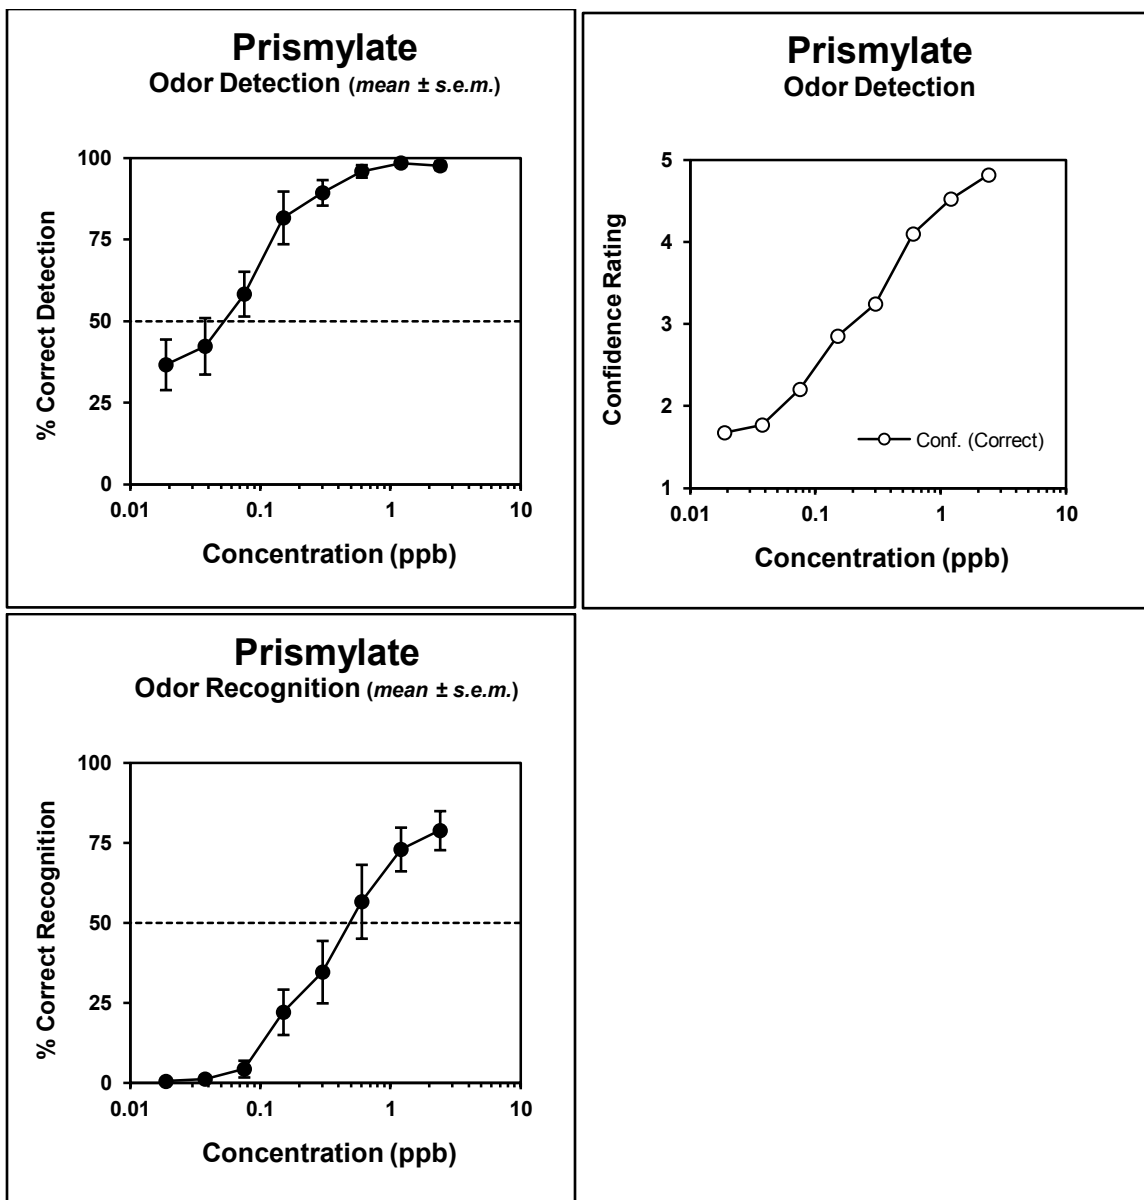 Prismylate
Odor Detection (mean ± s.e.m.)
100
75
50
25
0
% Correct Detection
0.01
0.1
1
10
Concentration (ppb)
Prismylate
Odor Detection
5
4
3
2
1
Confidence Rating
Conf. (Correct)
0.01
0.1
1
10
Concentration (ppb)
Prismylate
Odor Recognition (mean ± s.e.m.)
100
75
50
25
0
% Correct Recognition
0.01
0.1
1
10
Concentration (ppb)